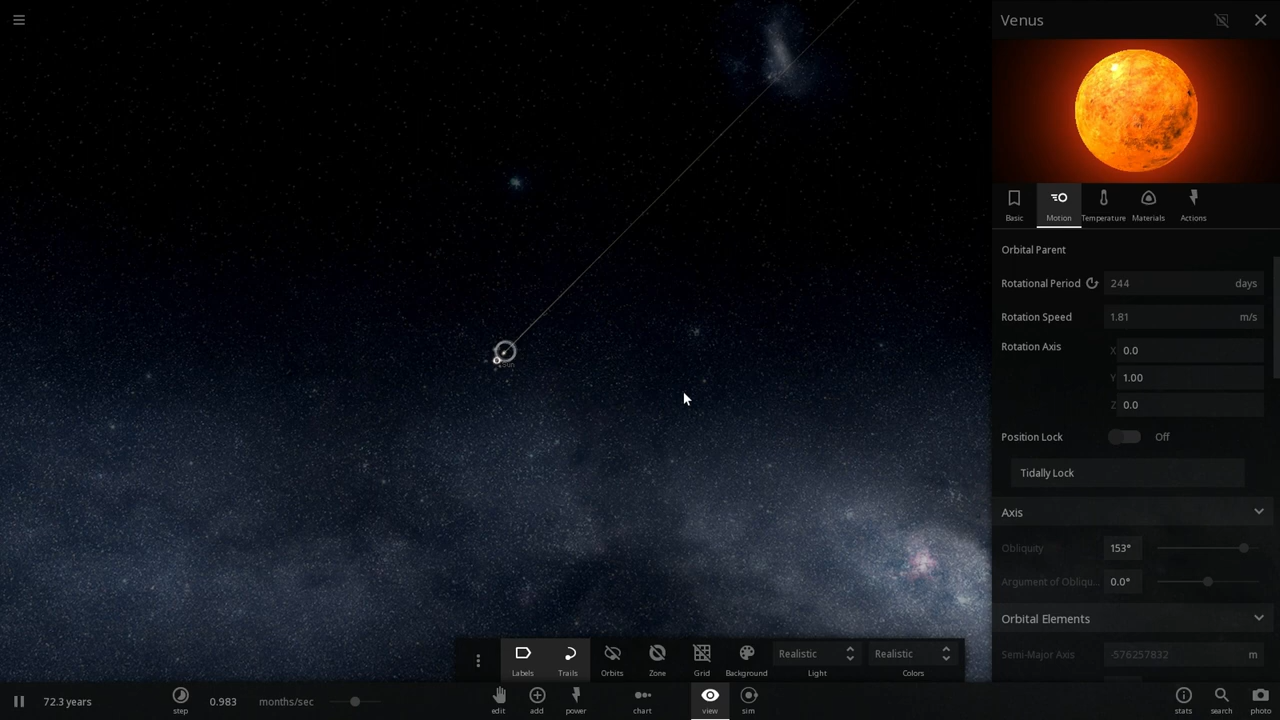 Venus
Basic
Motion
Temperature
Materials
Actions
Orbital Parent
Rotational Period 244 days
Rotation Speed 1.81 m/s
Rotation Axis X 0.0
Y 1.00
Z 0.0
Position Lock Off
Tidally Lock
Axis
Obliquity 153°
Argument of Obliqu... 0.0°
Orbital Elements
Semi-Major Axis -576257832 m
Sun
Labels
Trails
Orbits
Zone
Grid
Background
Realistic
Light
Realistic
Colors
72.3 years
step
0.983 months/sec
edit
add
power
chart
view
sim
stats
search
photo